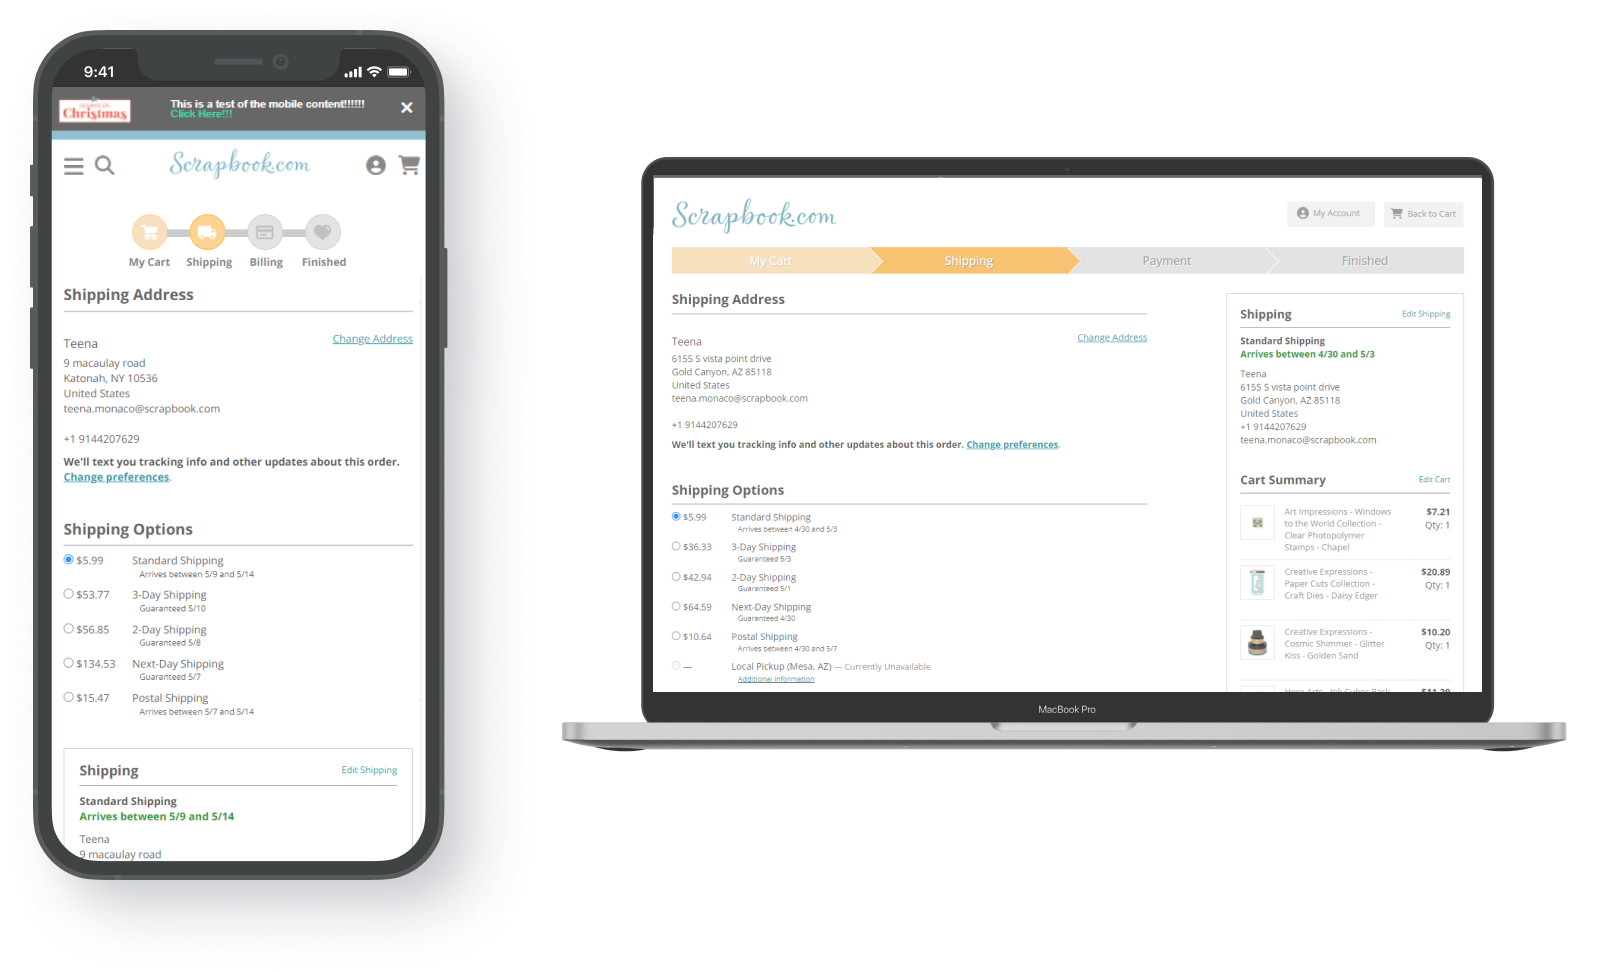 9:41
Christmas
This is a test of the mobile content!!!!!!
Click Here!!!
Scrapbook.com
My Cart Shipping Billing Finished
Shipping Address
Teena
Change Address
9 macaulay road
Katonah, NY 10536
United States
teena.monaco@scrapbook.com
+1 9144207629
We'll text you tracking info and other updates about this order.
Change preferences.
Shipping Options
$5.99 Standard Shipping
Arrives between 5/9 and 5/14
$53.77 3-Day Shipping
Guaranteed 5/10
$56.85 2-Day Shipping
Guaranteed 5/8
$134.53 Next-Day Shipping
Guaranteed 5/7
$15.47 Postal Shipping
Arrives between 5/7 and 5/14
Shipping Edit Shipping
Standard Shipping
Arrives between 5/9 and 5/14
Teena
9 macaulay road
Scrapbook.com
My Account Back to Cart
My Cart Shipping Payment Finished
Shipping Address
Teena
Change Address
6155 S vista point drive
Gold Canyon, AZ 85118
United States
teena.monaco@scrapbook.com
+1 9144207629
We'll text you tracking info and other updates about this order. Change preferences.
Shipping Options
$5.99 Standard Shipping
Arrives between 4/30 and 5/3
$36.33 3-Day Shipping
Guaranteed 5/3
$42.94 2-Day Shipping
Guaranteed 5/1
$64.59 Next-Day Shipping
Guaranteed 4/30
$10.64 Postal Shipping
Arrives between 4/30 and 5/7
— Local Pickup (Mesa, AZ) — Currently Unavailable
Additional Information
Shipping Edit Shipping
Standard Shipping
Arrives between 4/30 and 5/3
Teena
6155 S vista point drive
Gold Canyon, AZ 85118
United States
+1 9144207629
teena.monaco@scrapbook.com
Cart Summary Edit Cart
Art Impressions - Windows $7.21
to the World Collection - Qty: 1
Clear Photopolymer
Stamps - Chapel
Creative Expressions - $20.89
Paper Cuts Collection - Qty: 1
Craft Dies - Daisy Edger
Creative Expressions - $10.20
Cosmic Shimmer - Glitter Qty: 1
Kiss - Golden Sand
Hero Arts - Ink Cubes Pack $11.29
MacBook Pro